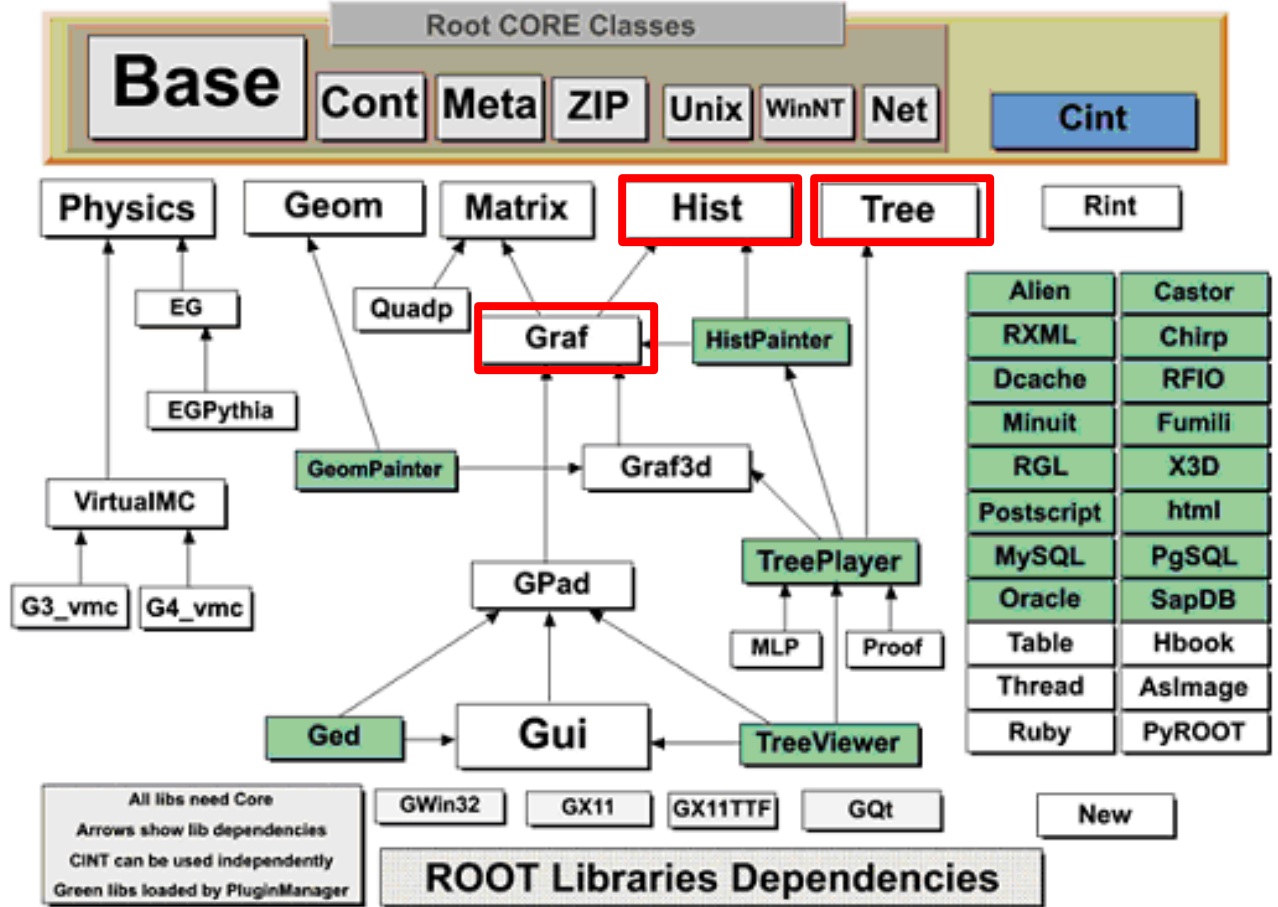 Root CORE Classes
Base
Cont
Meta
ZIP
Unix
WinNT
Net
Cint
Physics
Geom
Matrix
Hist
Tree
Rint
EG
Quadp
Graf
HistPainter
Alien
Castor
RXML
Chirp
Dcache
RFIO
EGPythia
Minuit
Fumili
GeomPainter
Graf3d
RGL
X3D
VirtualMC
Postscript
html
TreePlayer
MySQL
PgSQL
G3_vmc
G4_vmc
GPad
Oracle
SapDB
MLP
Proof
Table
Hbook
Thread
AsImage
Ged
Gui
TreeViewer
Ruby
PyROOT
All libs need Core
Arrows show lib dependencies
CINT can be used independently
Green libs loaded by PluginManager
GWin32
GX11
GX11TTF
GQt
New
ROOT Libraries Dependencies